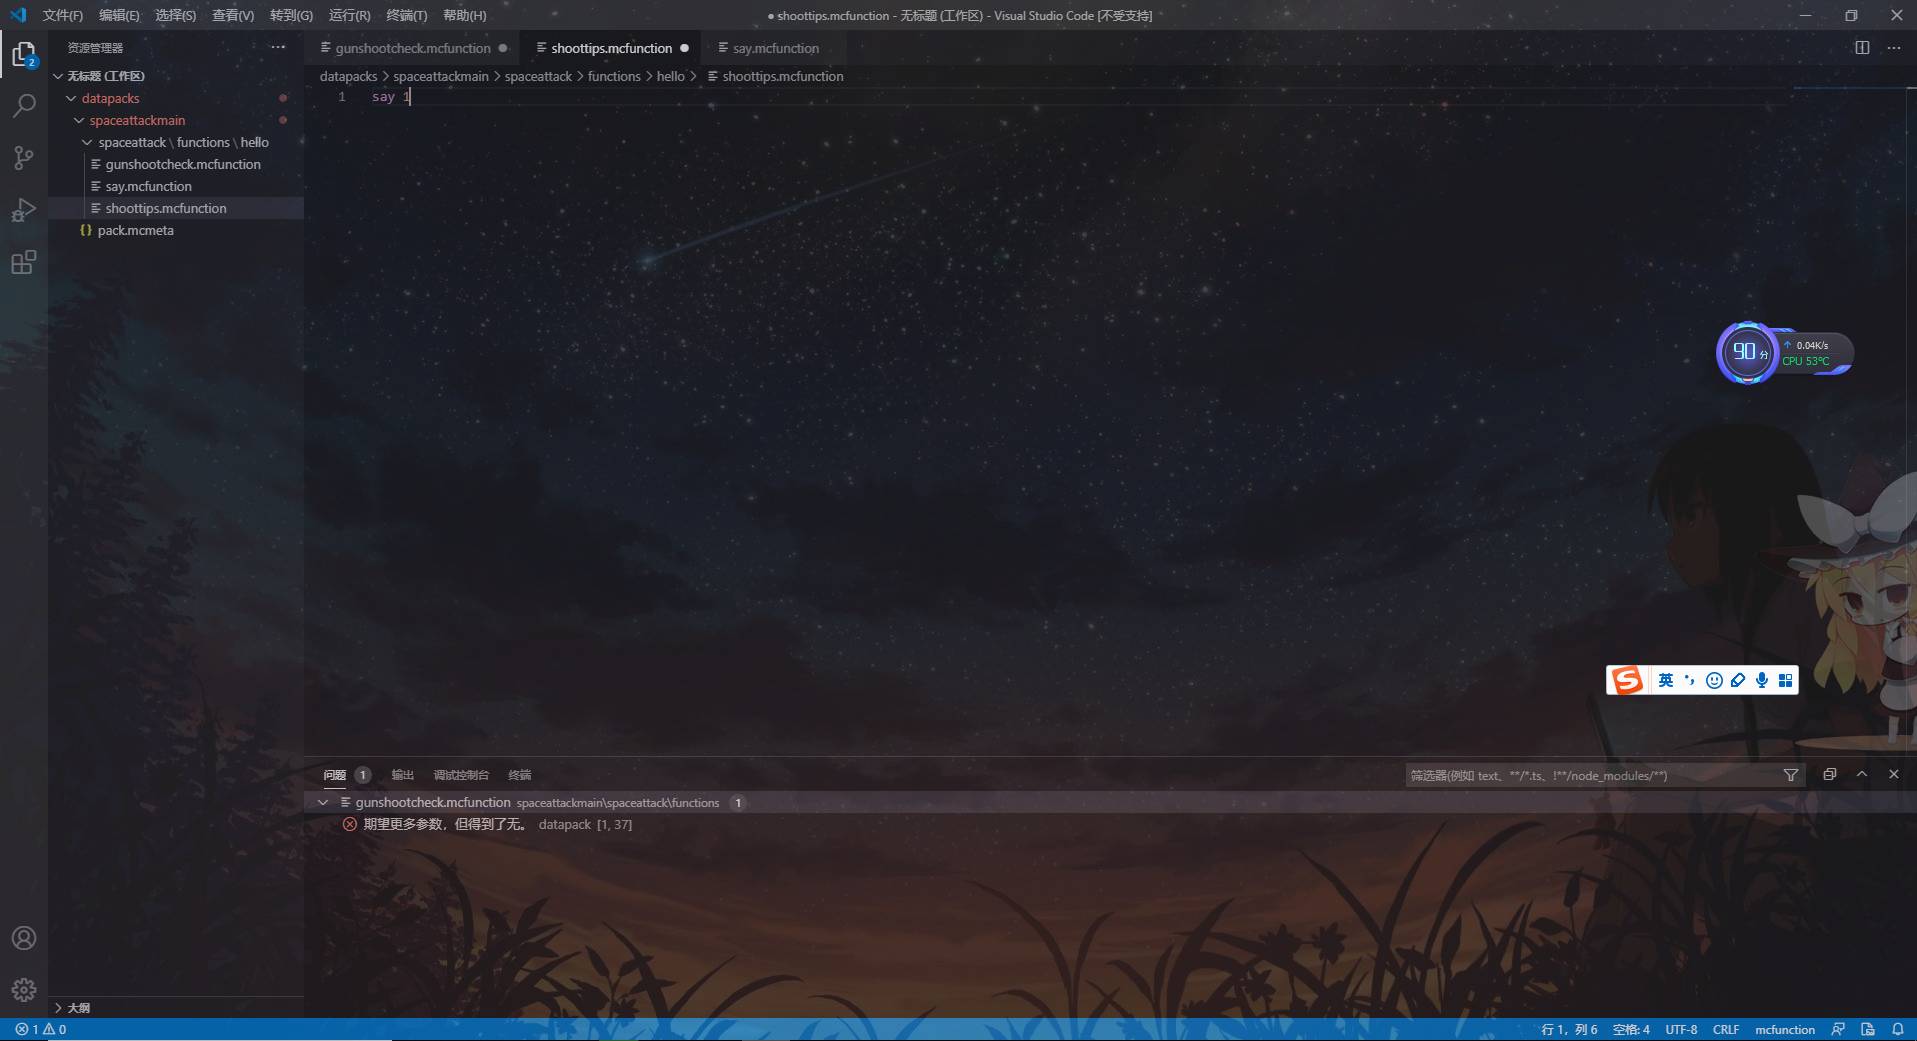 文件(F) 编辑(E) 选择(S) 查看(V) 转到(G) 运行(R) 终端(T) 帮助(H) ● shoottips.mcfunction - 无标题 (工作区) - Visual Studio Code [不受支持]
资源管理器
gunshootcheck.mcfunction shoottips.mcfunction say.mcfunction
2
无标题 (工作区)
datapacks > spaceattackmain > spaceattack > functions > hello > shoottips.mcfunction
datapacks
1 say 1
spaceattackmain
spaceattack \ functions \ hello
gunshootcheck.mcfunction
say.mcfunction
shoottips.mcfunction
{} pack.mcmeta
90分 0.04K/s
CPU 53℃
S 英
问题 1 输出 调试控制台 终端 筛选器(例如 text、**/*.ts、!**/node_modules/**)
gunshootcheck.mcfunction spaceattackmain\spaceattack\functions 1
期望更多参数，但得到了无。 datapack [1, 37]
大纲
1 0 行 1，列 6 空格: 4 UTF-8 CRLF mcfunction